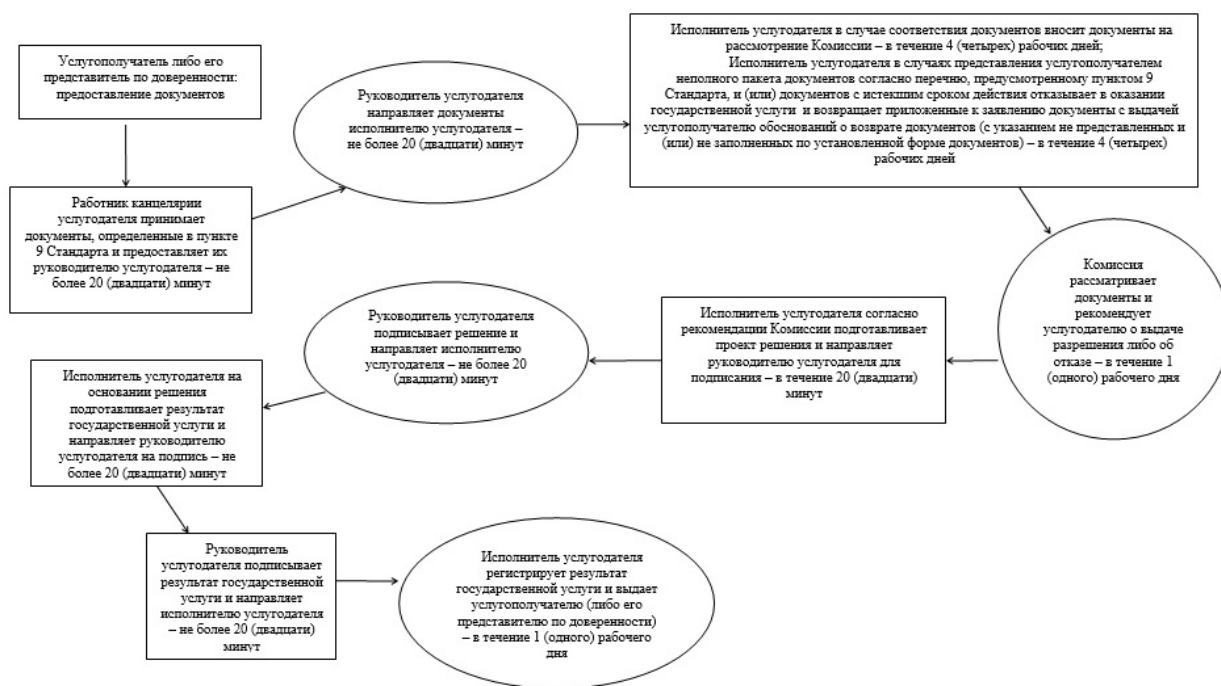 Услугополучатель либо его
представитель по доверенности:
предоставление документов
Работник канцелярии
услугодателя принимает
документы, определенные в пункте
9 Стандарта и предоставляет их
руководителю услугодателя – не
более 20 (двадцати) минут
Руководитель услугодателя
направляет документы
исполнителю услугодателя –
не более 20 (двадцати) минут
Исполнитель услугодателя в случае соответствия документов вносит документы на
рассмотрение Комиссии – в течение 4 (четырех) рабочих дней;
Исполнитель услугодателя в случаях представления услугополучателем
неполного пакета документов согласно перечню, предусмотренному пунктом 9
Стандарта, и (или) документов с истекшим сроком действия отказывает в оказании
государственной услуги и возвращает приложенные к заявлению документы с выдачей
услугополучателю обоснований о возврате документов (с указанием не представленных и
(или) не заполненных по установленной форме документов) – в течение 4 (четырех)
рабочих дней
Комиссия
рассматривает
документы и
рекомендует
услугодателю о выдаче
разрешения либо об
отказе – в течение 1
(одного) рабочего дня
Исполнитель услугодателя согласно
рекомендации Комиссии подготавливает
проект решения и направляет
руководителю услугодателя для
подписания – в течение 20 (двадцати)
минут
Руководитель услугодателя
подписывает решение и
направляет исполнителю
услугодателя – не более 20
(двадцати) минут
Исполнитель услугодателя на
основании решения
подготавливает результат
государственной услуги и
направляет руководителю
услугодателя на подпись – не
более 20 (двадцати) минут
Руководитель
услугодателя подписывает
результат государственной
услуги и направляет
исполнителю услугодателя
– не более 20 (двадцати)
минут
Исполнитель услугодателя
регистрирует результат
государственной услуги и выдает
услугополучателю (либо его
представителю по доверенности)
– в течение 1 (одного) рабочего
дня